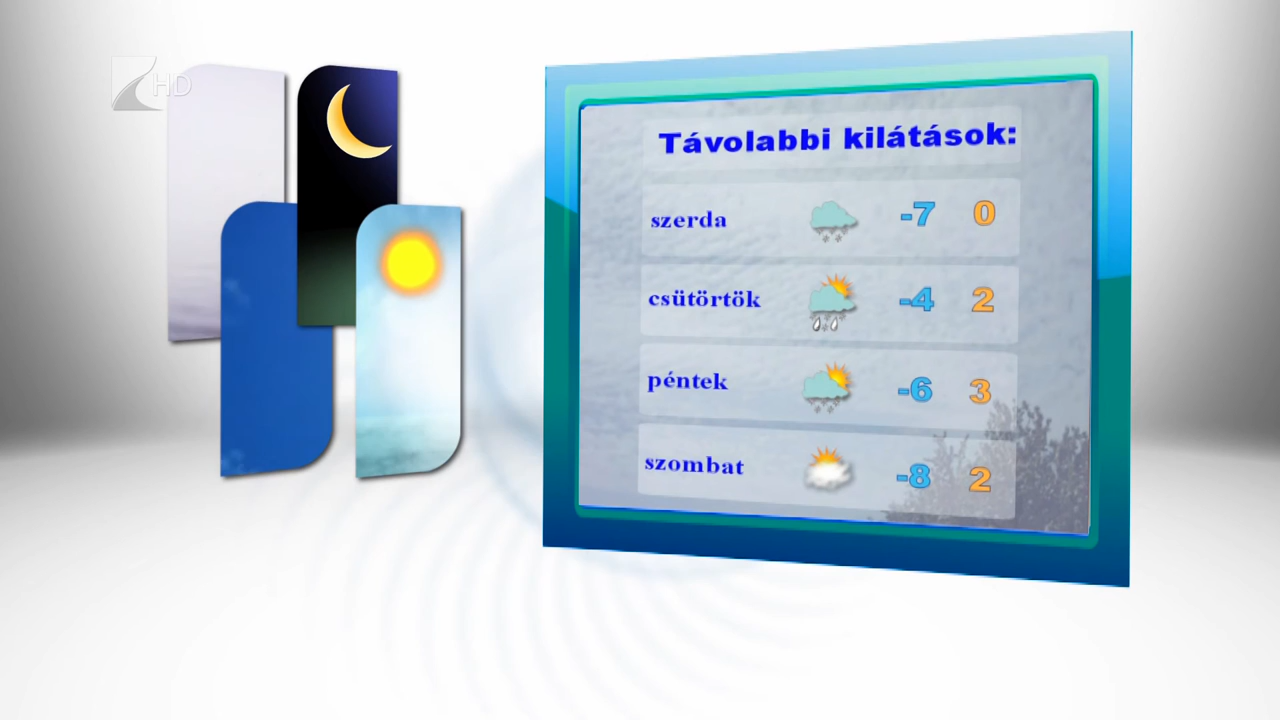 HD
Távolabbi kilátások:
szerda -7 0
csütörtök -4 2
péntek -6 3
szombat -8 2